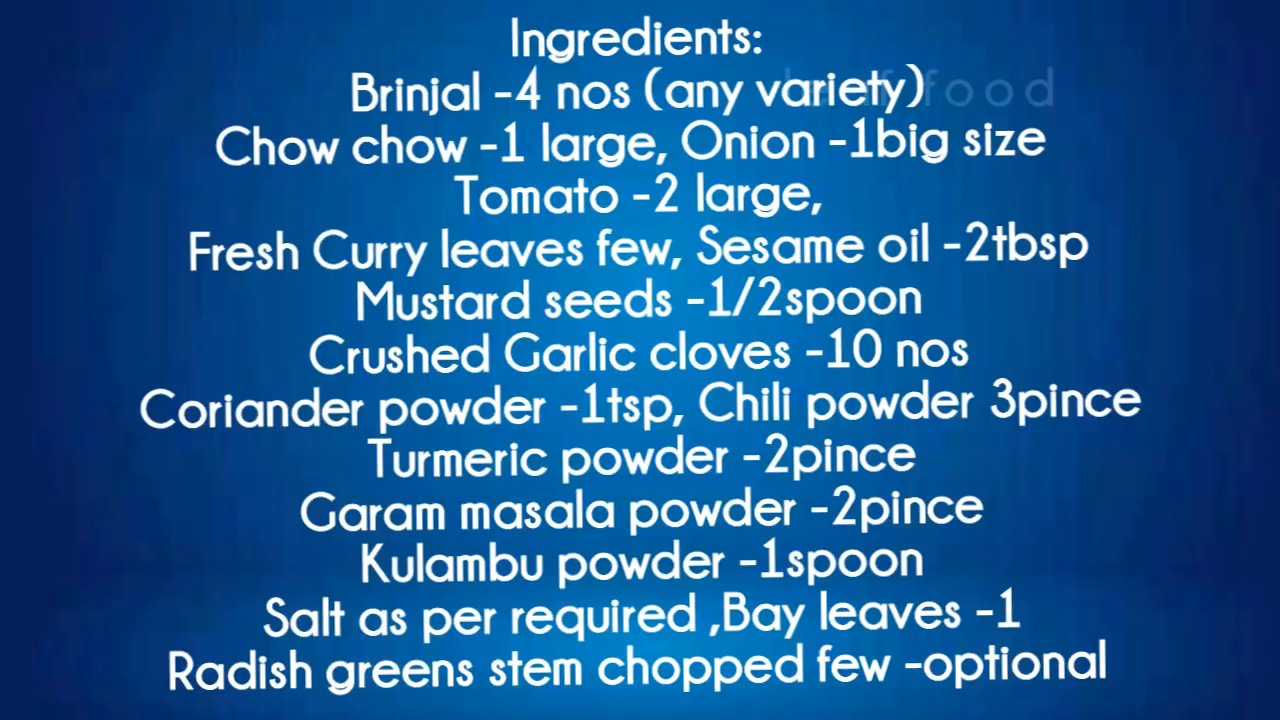 Ingredients:
Brinjal -4 nos (any variety)
food
Chow chow -1 large, Onion -1big size
Tomato -2 large,
Fresh Curry leaves few, Sesame oil -2tbsp
Mustard seeds -1/2spoon
Crushed Garlic cloves -10 nos
Coriander powder -1tsp, Chili powder 3pince
Turmeric powder -2pince
Garam masala powder -2pince
Kulambu powder -1spoon
Salt as per required ,Bay leaves -1
Radish greens stem chopped few -optional